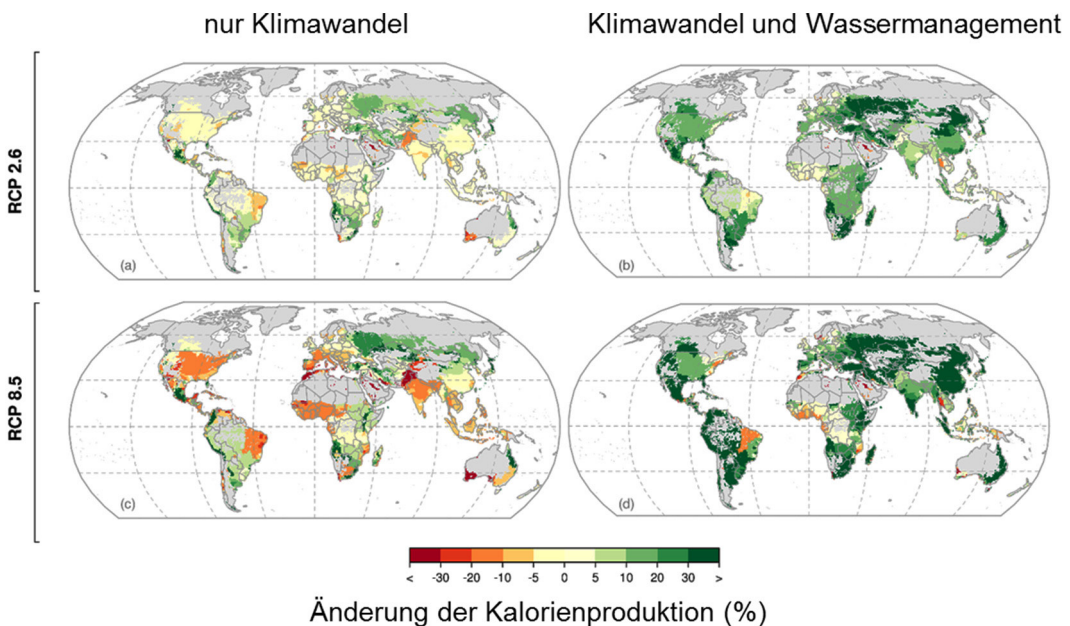 nur Klimawandel
Klimawandel und Wassermanagement
RCP 2.6
(a)
(b)
RCP 8.5
(c)
(d)
< -30 -20 -10 -5 0 5 10 20 30 >
Änderung der Kalorienproduktion (%)